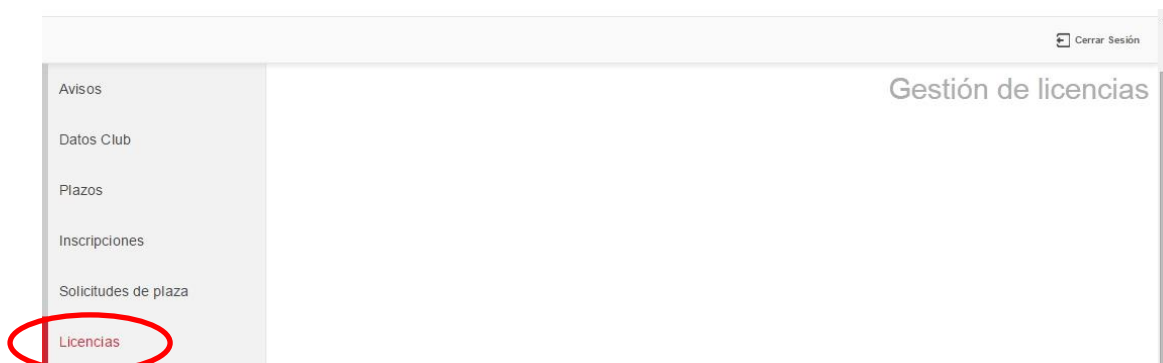 Cerrar Sesión
Gestión de licencias
Avisos
Datos Club
Plazos
Inscripciones
Solicitudes de plaza
Licencias